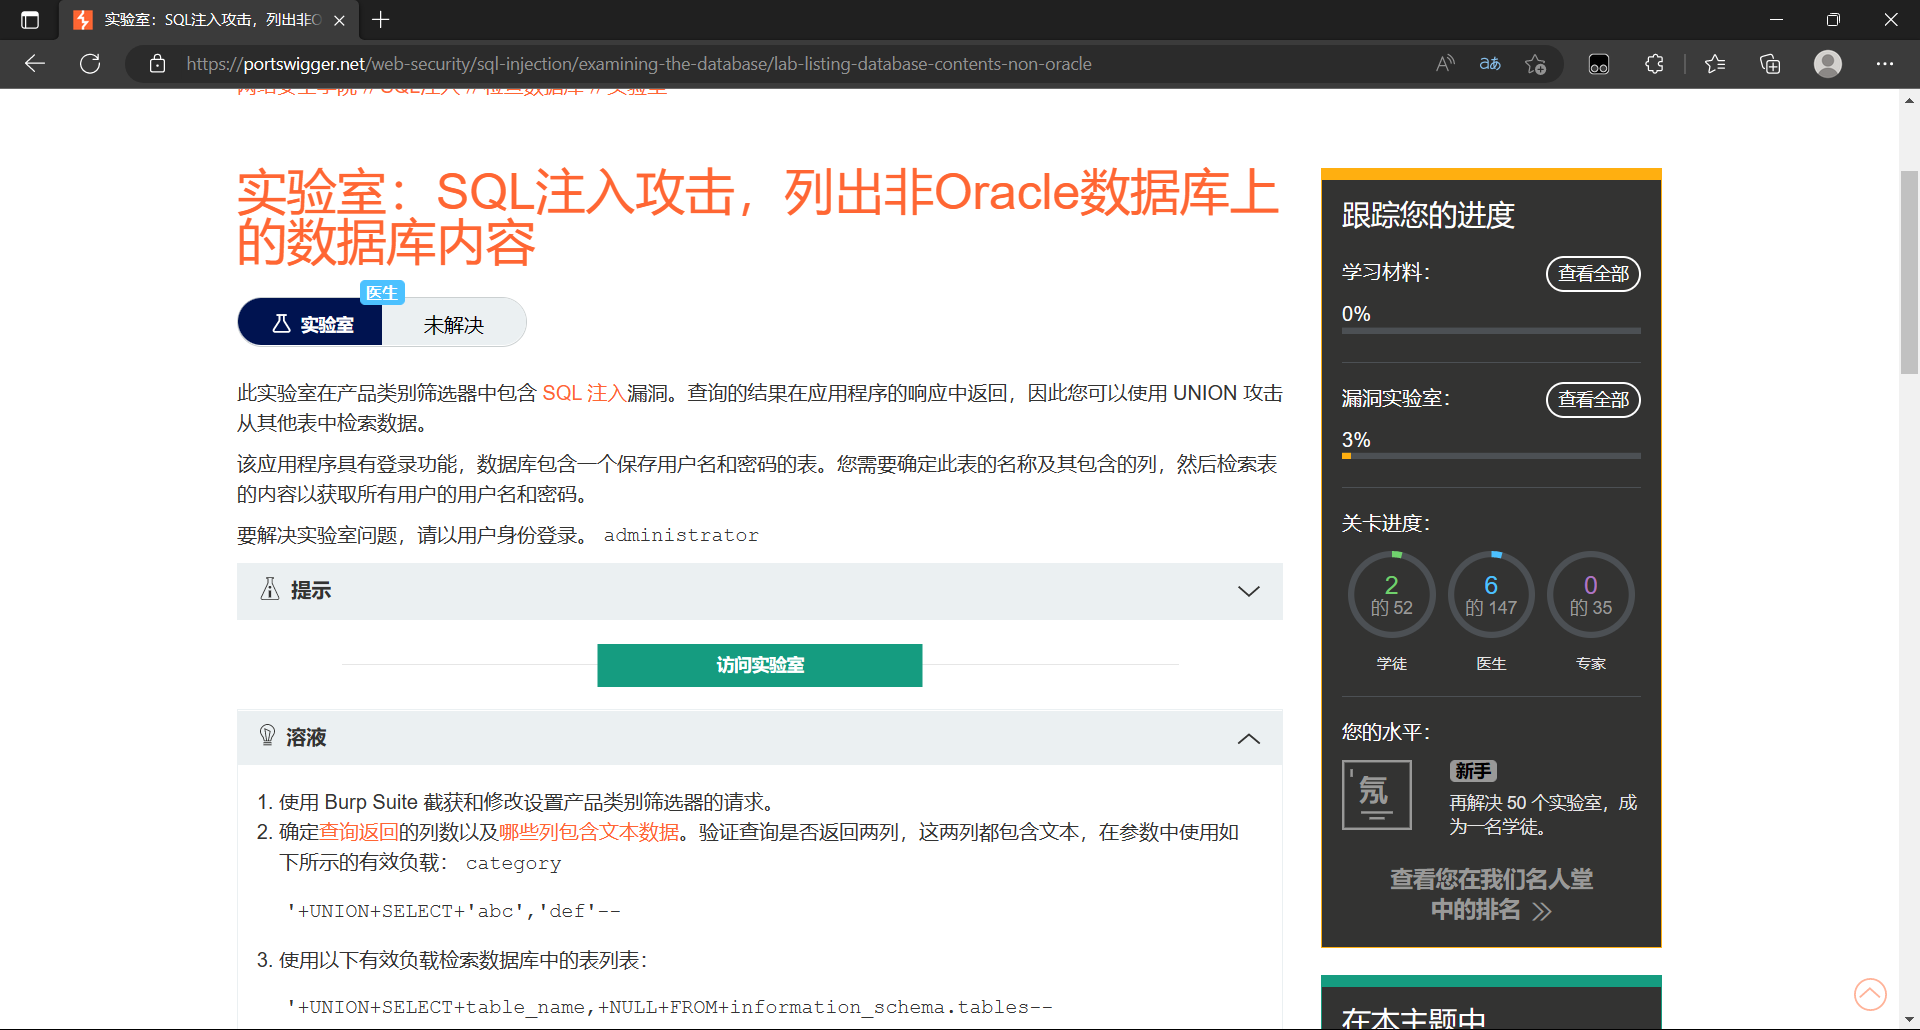 实验室：SQL注入攻击，列出非O
https://portswigger.net/web-security/sql-injection/examining-the-database/lab-listing-database-contents-non-oracle
网络安全学院 // SQL注入 // 检查数据库 // 实验室
实验室：SQL注入攻击，列出非Oracle数据库上
的数据库内容
医生
实验室
未解决
此实验室在产品类别筛选器中包含 SQL 注入漏洞。查询的结果在应用程序的响应中返回，因此您可以使用 UNION 攻击
从其他表中检索数据。
该应用程序具有登录功能，数据库包含一个保存用户名和密码的表。您需要确定此表的名称及其包含的列，然后检索表
的内容以获取所有用户的用户名和密码。
要解决实验室问题，请以用户身份登录。 administrator
提示
访问实验室
溶液
1. 使用 Burp Suite 截获和修改设置产品类别筛选器的请求。
2. 确定查询返回的列数以及哪些列包含文本数据。验证查询是否返回两列，这两列都包含文本，在参数中使用如
下所示的有效负载： category
'+UNION+SELECT+'abc','def'--
3. 使用以下有效负载检索数据库中的表列表：
'+UNION+SELECT+table_name,+NULL+FROM+information_schema.tables--
跟踪您的进度
学习材料：
查看全部
0%
漏洞实验室：
查看全部
3%
关卡进度：
2
的 52
学徒
6
的 147
医生
0
的 35
专家
您的水平：
氖
新手
再解决 50 个实验室，成
为一名学徒。
查看您在我们名人堂
中的排名
在本主题中